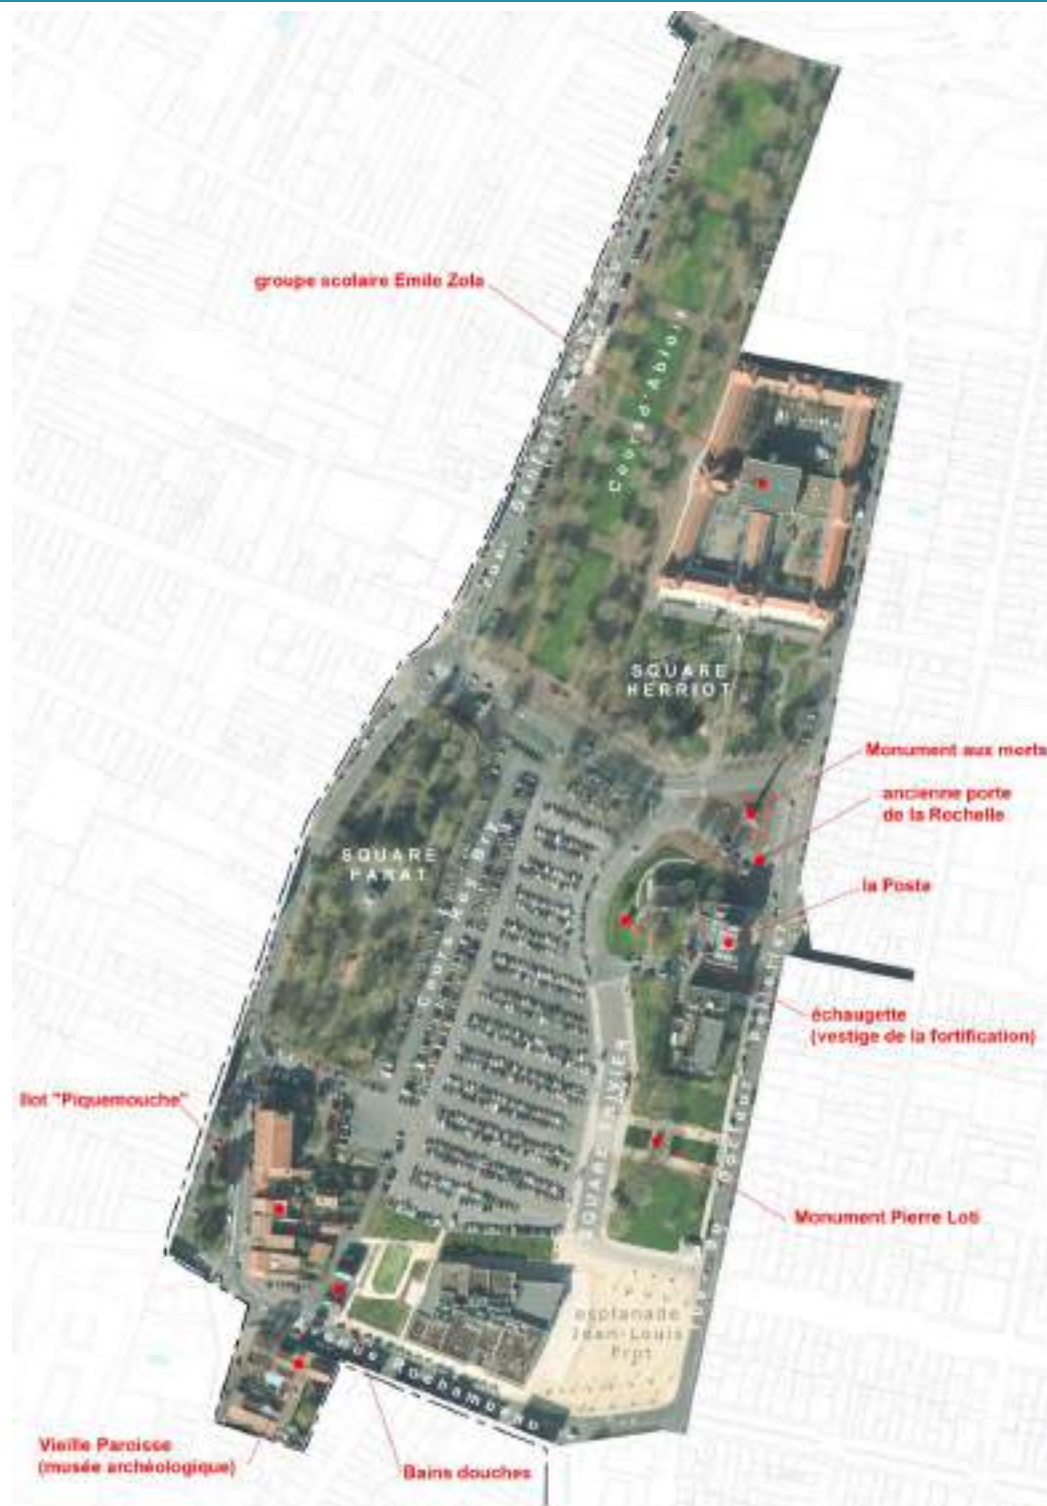 groupe scolaire Emile Zola
Cours d'Ablois
SQUARE
HERRIOT
Monument aux morts
ancienne porte
de la Rochelle
SQUARE
PARAT
la Poste
échaugette
(vestige de la fortification)
Ilot "Piquemouche"
Monument Pierre Loti
esplanade
Jean-Louis
rue Rochambeau
Vieille Paroisse
(musée archéologique)
Bains douches